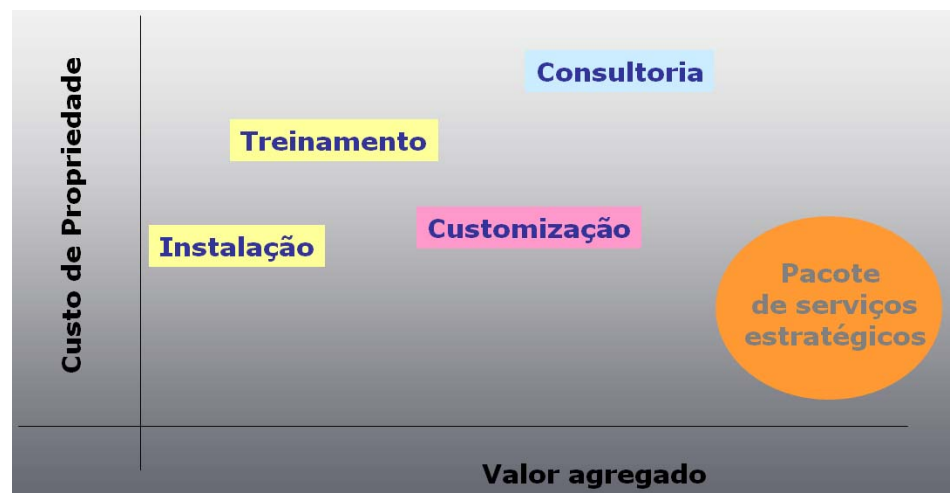 Custo de Propriedade
Consultoria
Treinamento
Customização
Instalação
Pacote
de serviços
estratégicos
Valor agregado